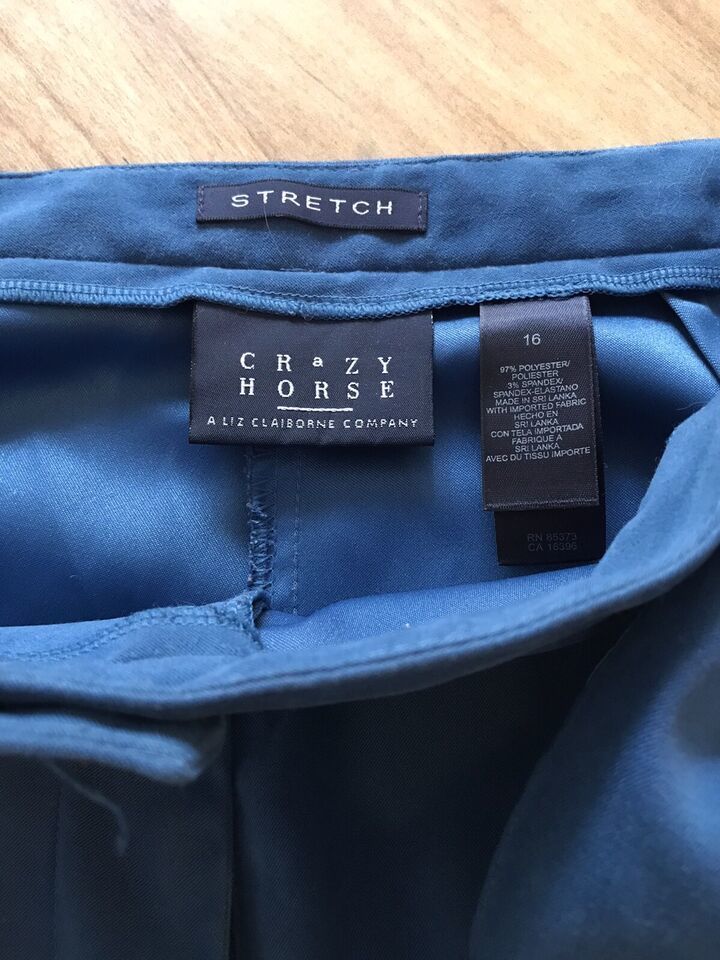 STRETCH
CRaZY
HORSE
A LIZ CLAIBORNE COMPANY
16
97% POLYESTER/
POLIESTER
3% SPANDEX/
SPANDEX-ELASTANO
MADE IN SRI LANKA
WITH IMPORTED FABRIC
HECHO EN
SRI LANKA
CON TELA IMPORTADA
FABRIQUE A
SRI LANKA
AVEC DU TISSU IMPORTE
RN 85373
CA 16396